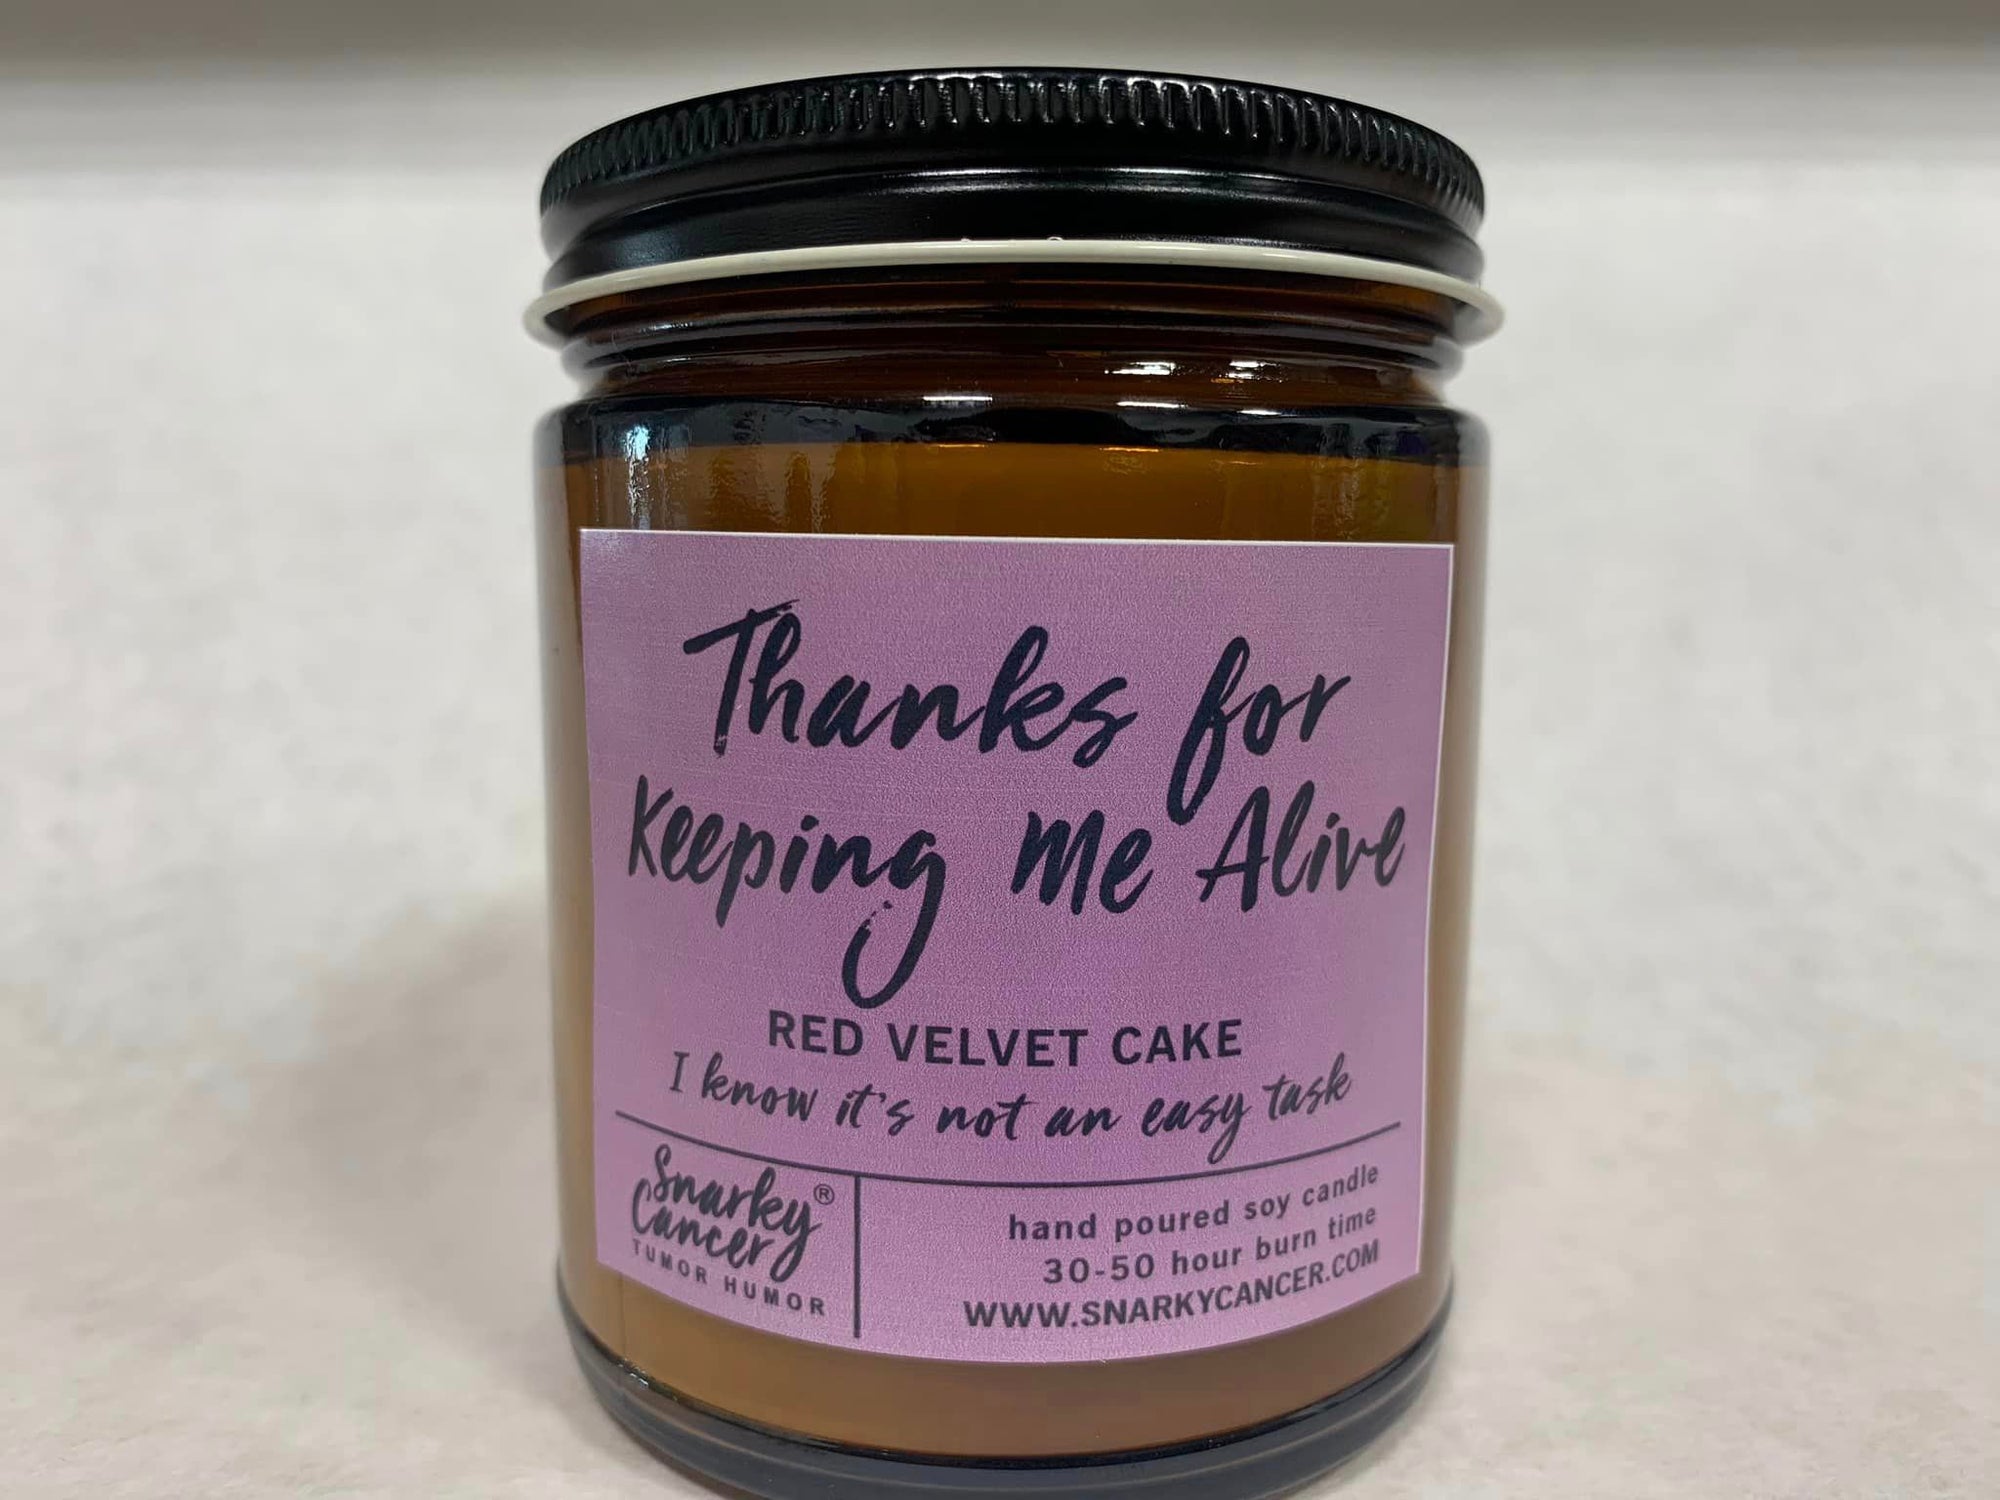 Thanks for
Keeping Me Alive
RED VELVET CAKE
I know it's not an easy task
Snarky
Cancer®
TUMOR HUMOR
hand poured soy candle
30-50 hour burn time
WWW.SNARKYCANCER.COM